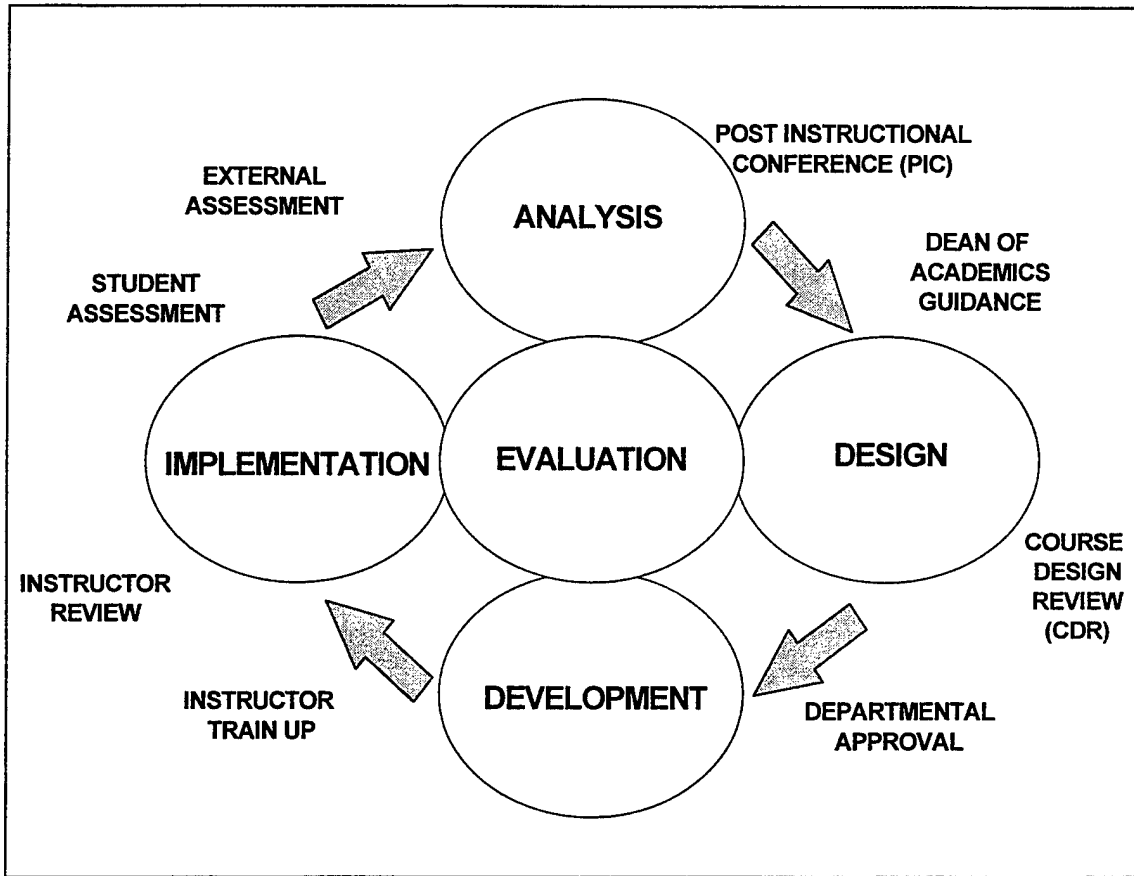 POST INSTRUCTIONAL
CONFERENCE (PIC)
EXTERNAL
ASSESSMENT
ANALYSIS
DEAN OF
ACADEMICS
GUIDANCE
STUDENT
ASSESSMENT
IMPLEMENTATION
EVALUATION
DESIGN
COURSE
DESIGN
REVIEW
(CDR)
INSTRUCTOR
REVIEW
INSTRUCTOR
TRAIN UP
DEVELOPMENT
DEPARTMENTAL
APPROVAL